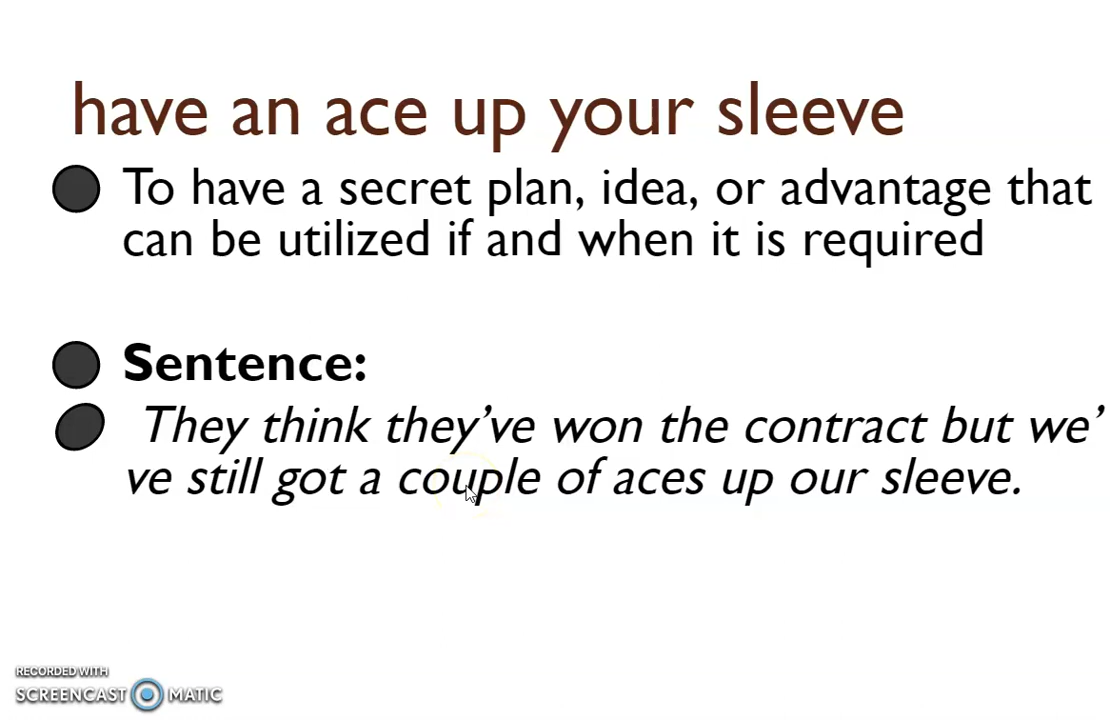 have an ace up your sleeve
To have a secret plan, idea, or advantage that
can be utilized if and when it is required
Sentence:
They think they’ve won the contract but we’
ve still got a couple of aces up our sleeve.
RECORDED WITH
SCREENCAST MATIC